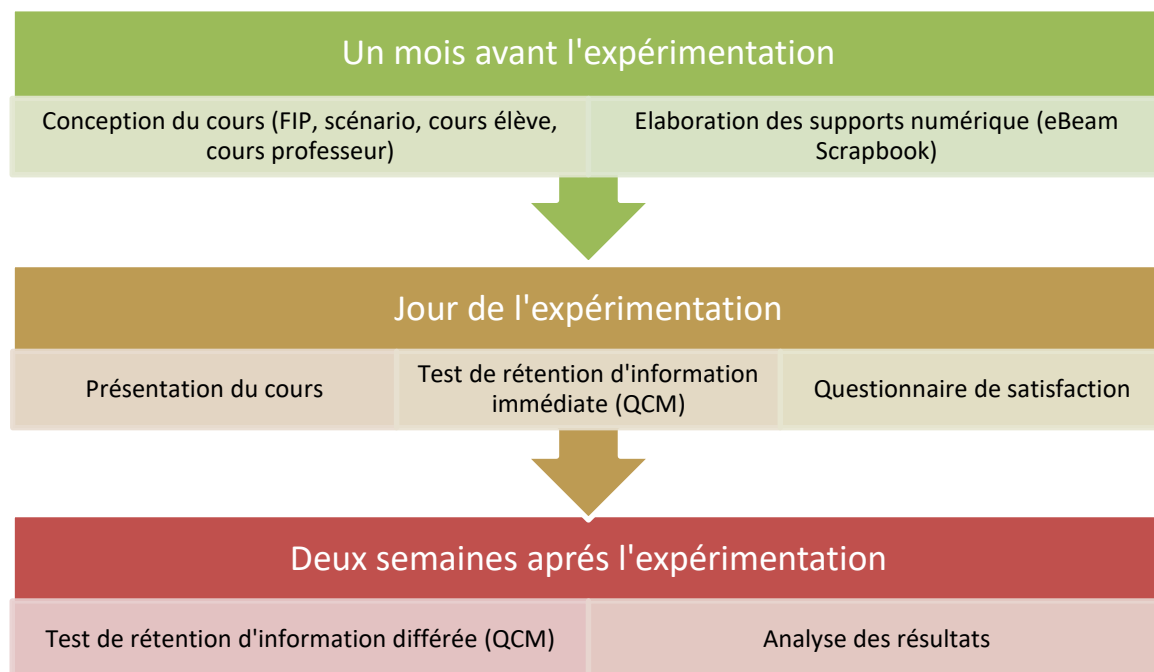 Un mois avant l'expérimentation
Conception du cours (FIP, scénario, cours élève,
cours professeur)
Elaboration des supports numérique (eBeam
Scrapbook)
Jour de l'expérimentation
Présentation du cours
Test de rétention d'information
immédiate (QCM)
Questionnaire de satisfaction
Deux semaines aprés l'expérimentation
Test de rétention d'information différée (QCM)
Analyse des résultats